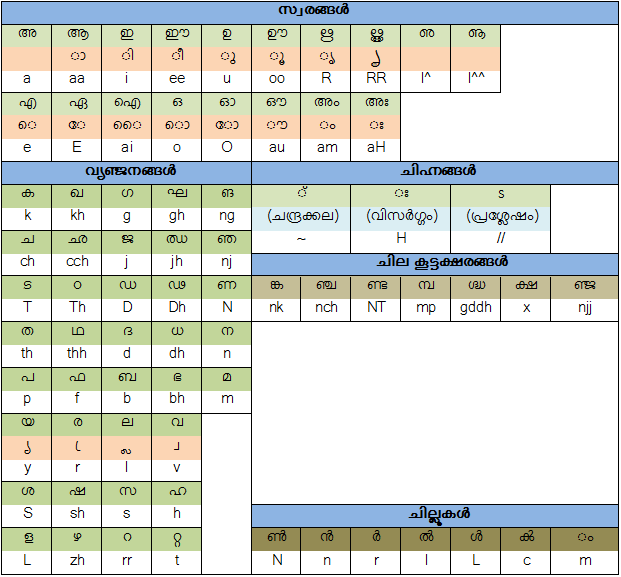 സ്വരങ്ങൾ
അ ആ ഇ ഈ ഉ ഊ ഋ ൠ ഌ ൡ
ാ ി ീ ു ൂ ൃ ൄ
a aa i ee u oo R RR l^ l^^
എ ഏ ഐ ഒ ഓ ഔ അം അഃ
െ േ ൈ ൊ ോ ൗ ം ഃ
e E ai o O au am aH
വ്യഞ്ജനങ്ങൾ ചിഹ്നങ്ങൾ
ക ഖ ഗ ഘ ങ ് ഃ ഽ
k kh g gh ng (ചന്ദ്രക്കല) (വിസർഗ്ഗം) (പ്രശ്ലേഷം)
ച ഛ ജ ഝ ഞ ~ H //
ch cch j jh nj ചില കൂട്ടക്ഷരങ്ങൾ
ട ഠ ഡ ഢ ണ ങ്ക ഞ്ച ണ്ട മ്പ ഗ്ദ്ധ ക്ഷ ഞ്ജ
T Th D Dh N nk nch NT mp gddh x njj
ത ഥ ദ ധ ന
th thh d dh n
പ ഫ ബ ഭ മ
p f b bh m
യ ര ല വ
്യ ്ര ്ല ്വ
y r l v
ശ ഷ സ ഹ
S sh s h ചില്ലുകൾ
ള ഴ റ റ്റ ൺ ൻ ർ ൽ ൾ ൿ ം
L zh rr t N n r l L c m